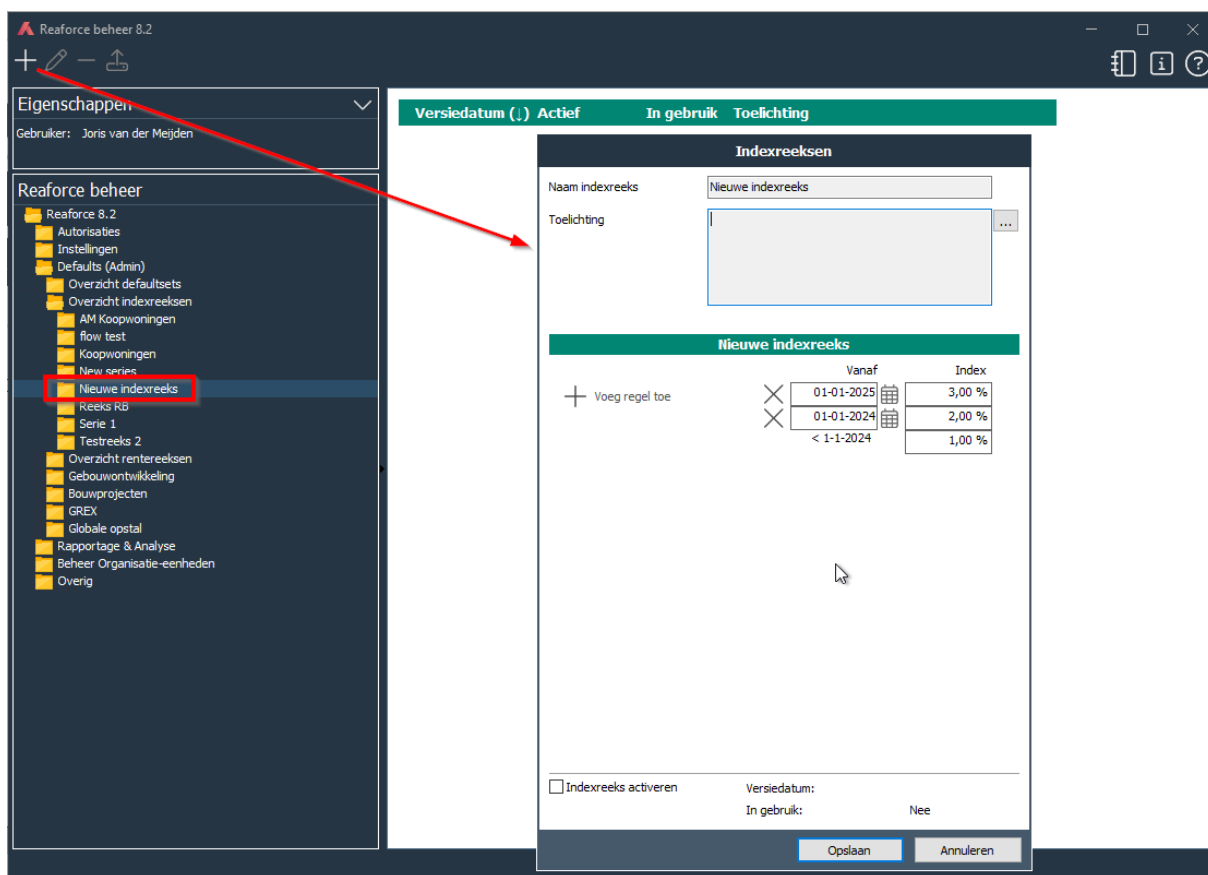 Reaforce beheer 8.2
Eigenschappen
Gebruiker: Joris van der Meijden
Reaforce beheer
Reaforce 8.2
Autorisaties
Instellingen
Defaults (Admin)
Overzicht defaultsets
Overzicht indexreeksen
AM Koopwoningen
flow test
Koopwoningen
New series
Nieuwe indexreeks
Reeks RB
Serie 1
Testreeks 2
Overzicht rentereeksen
Gebouwontwikkeling
Bouwprojecten
GREX
Globale opstal
Rapportage & Analyse
Beheer Organisatie-eenheden
Overig
Versiedatum (↓) Actief In gebruik Toelichting
Indexreeksen
Naam indexreeks Nieuwe indexreeks
Toelichting ...
Nieuwe indexreeks
Vanaf Index
Voeg regel toe 01-01-2025 3,00 %
01-01-2024 2,00 %
< 1-1-2024 1,00 %
Indexreeks activeren Versiedatum:
In gebruik: Nee
Opslaan Annuleren